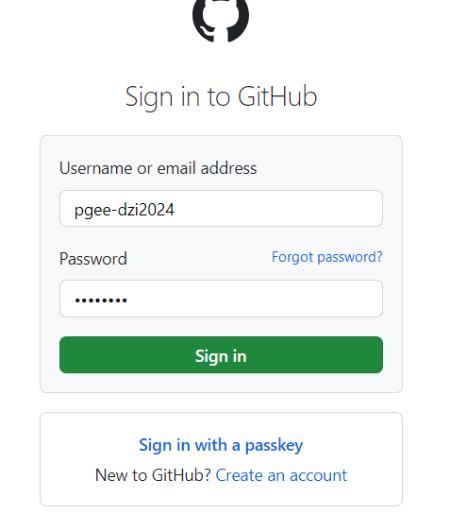 Sign in to GitHub
Username or email address
pgee-dzi2024
Password Forgot password?
••••••••
Sign in
Sign in with a passkey
New to GitHub? Create an account